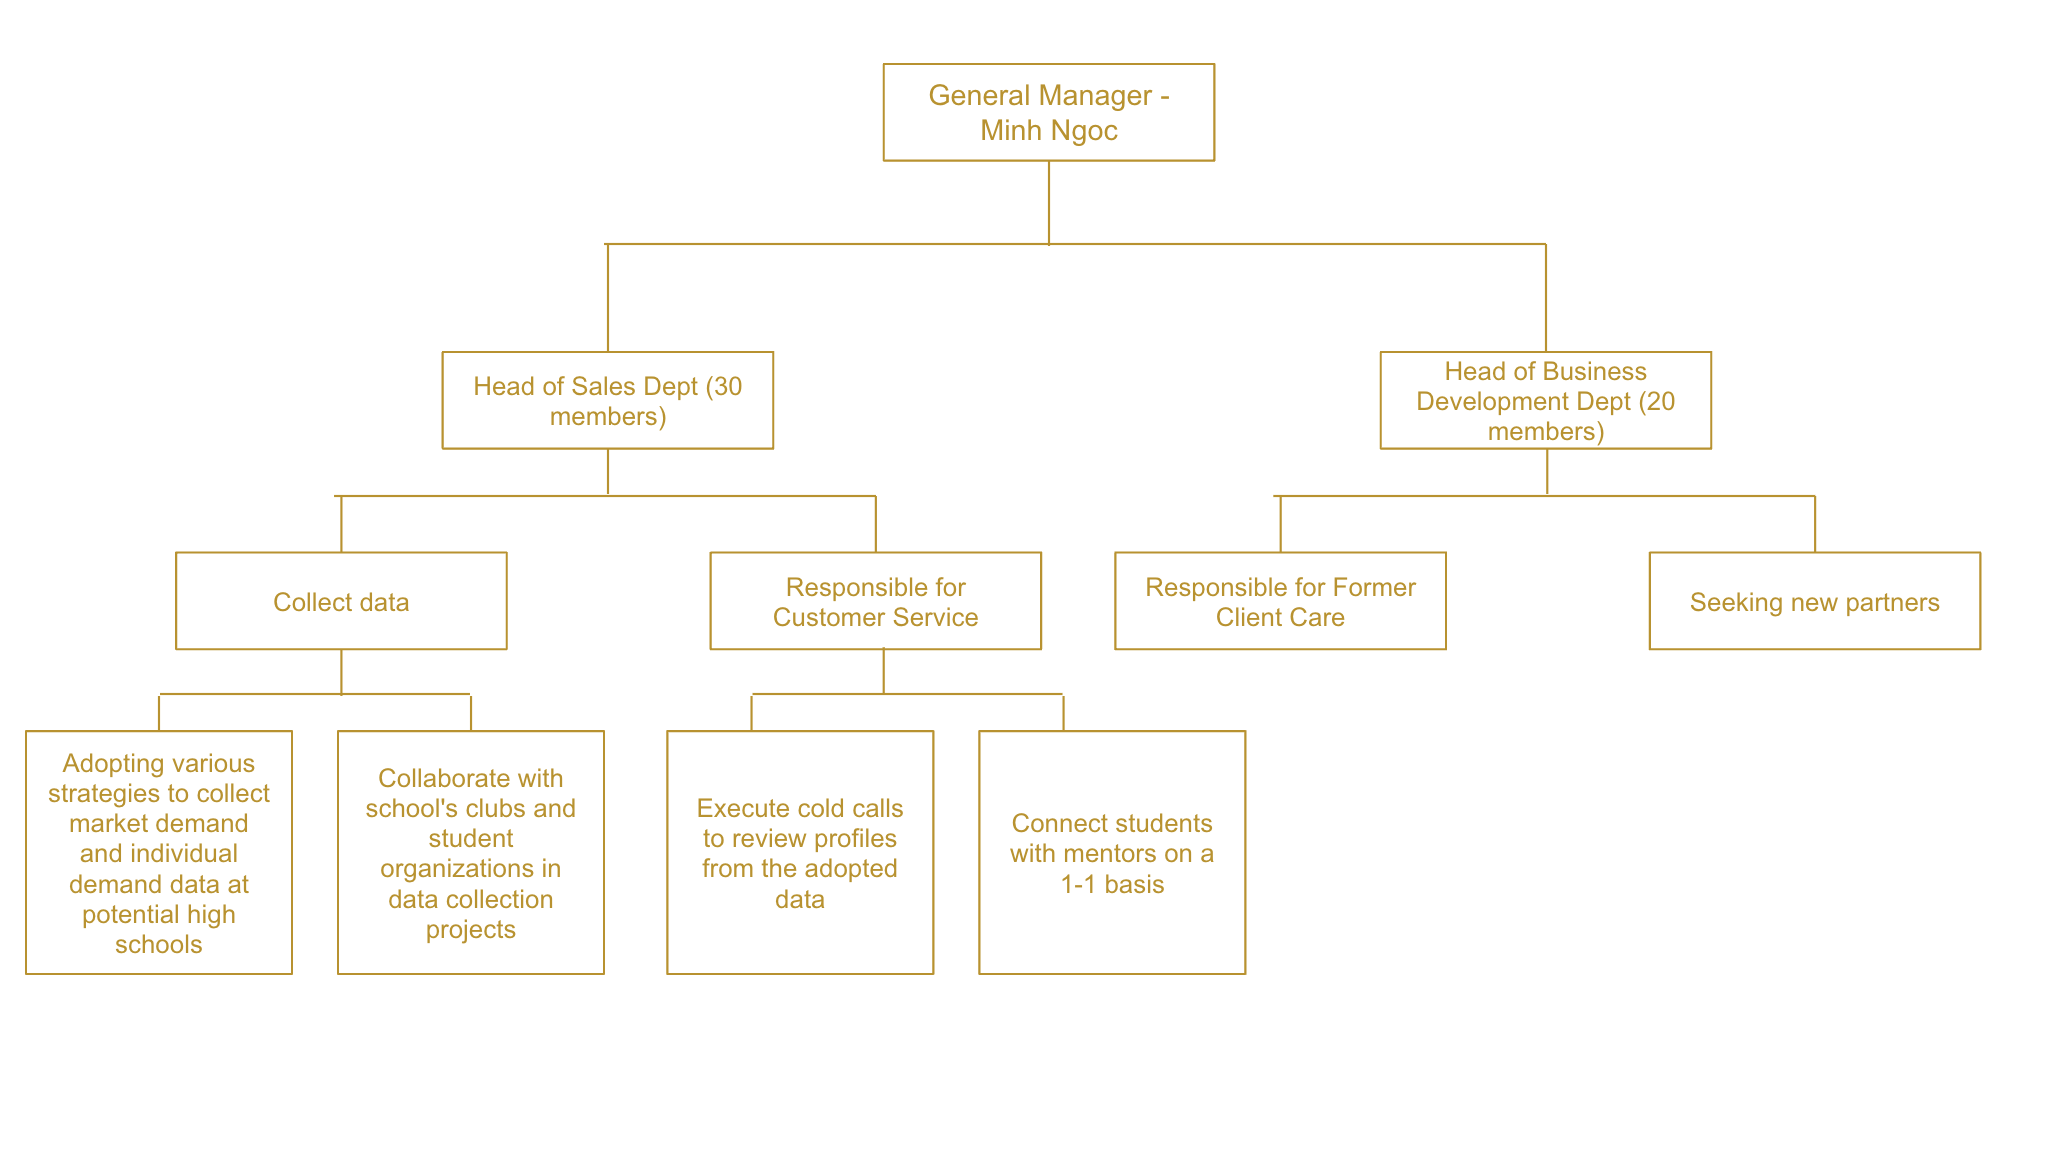 General Manager -
Minh Ngoc
Head of Sales Dept (30
members)
Head of Business
Development Dept (20
members)
Collect data
Responsible for
Customer Service
Responsible for Former
Client Care
Seeking new partners
Adopting various
strategies to collect
market demand
and individual
demand data at
potential high
schools
Collaborate with
school's clubs and
student
organizations in
data collection
projects
Execute cold calls
to review profiles
from the adopted
data
Connect students
with mentors on a
1-1 basis